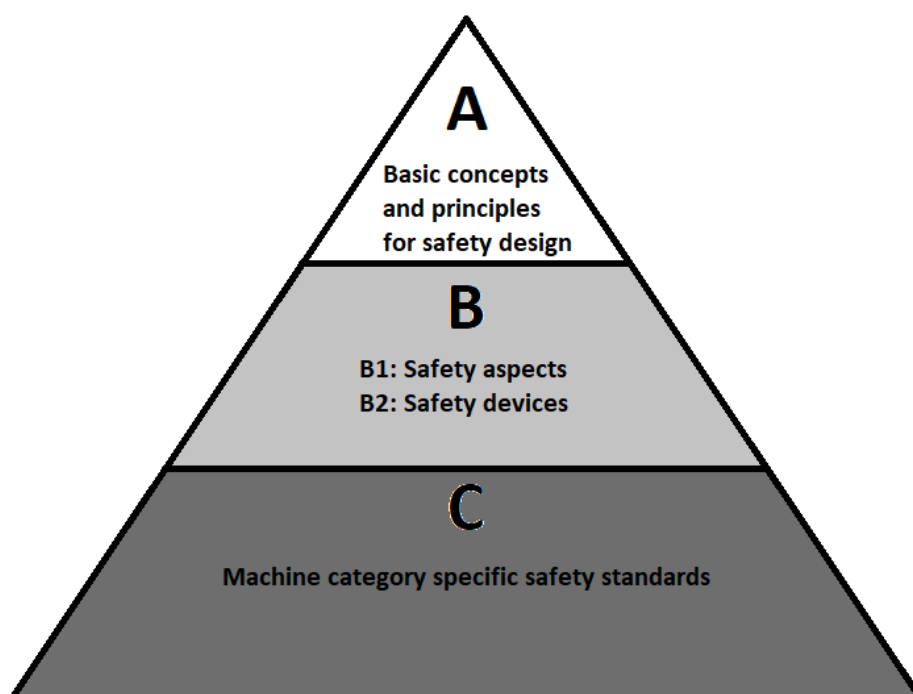 A
Basic concepts
and principles
for safety design
B
B1: Safety aspects
B2: Safety devices
C
Machine category specific safety standards